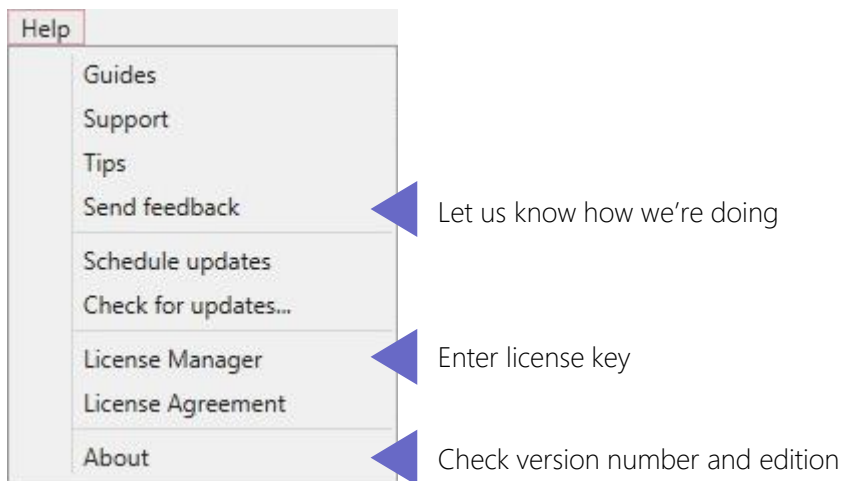 Help
Guides
Support
Tips
Send feedback
Let us know how we’re doing
Schedule updates
Check for updates...
License Manager
Enter license key
License Agreement
About
Check version number and edition